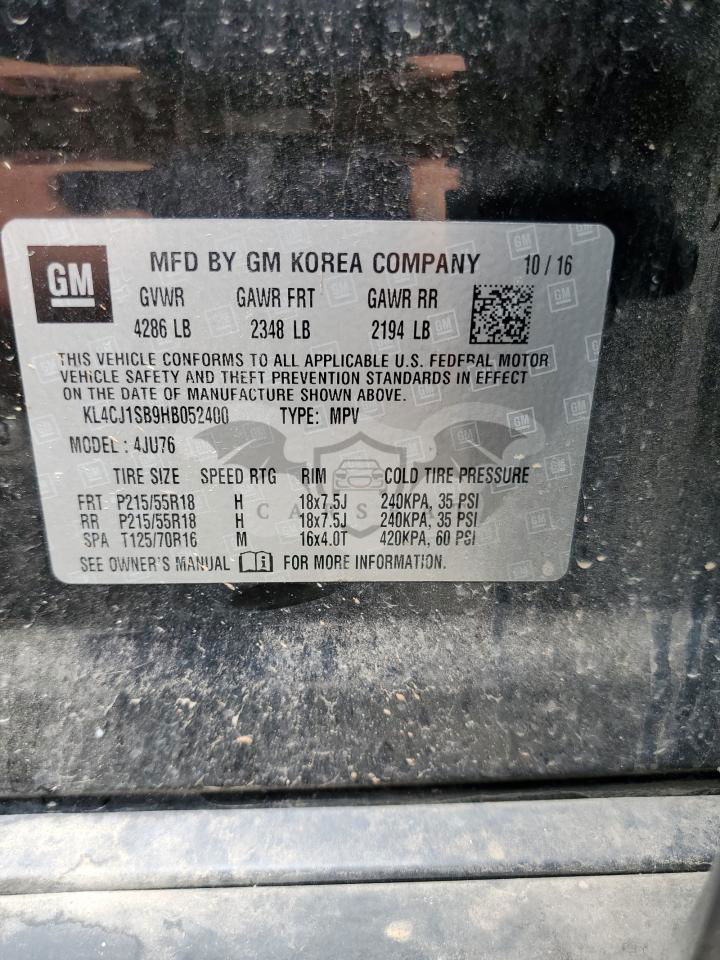 GM
MFD BY GM KOREA COMPANY 10/16
GVWR GAWR FRT GAWR RR
4286 LB 2348 LB 2194 LB
THIS VEHICLE CONFORMS TO ALL APPLICABLE U.S. FEDERAL MOTOR
VEHICLE SAFETY AND THEFT PREVENTION STANDARDS IN EFFECT
ON THE DATE OF MANUFACTURE SHOWN ABOVE.
KL4CJ1SB9HB052400 TYPE: MPV
MODEL: 4JU76
TIRE SIZE SPEED RTG RIM COLD TIRE PRESSURE
FRT P215/55R18 H 18x7.5J 240KPA, 35 PSI
RR P215/55R18 H 18x7.5J 240KPA, 35 PSI
SPA T125/70R16 M 16x4.0T 420KPA, 60 PSI
SEE OWNER'S MANUAL FOR MORE INFORMATION.